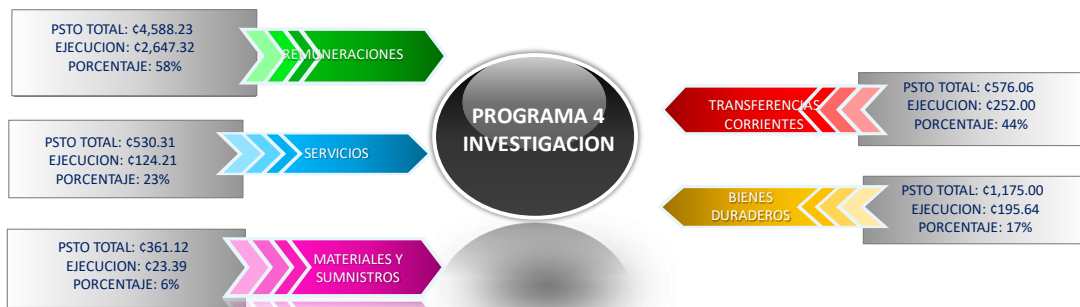 PSTO TOTAL: ¢4,588.23
EJECUCION: ¢2,647.32
PORCENTAJE: 58%
REMUNERACIONES
PSTO TOTAL: ¢530.31
EJECUCION: ¢124.21
PORCENTAJE: 23%
SERVICIOS
PSTO TOTAL: ¢361.12
EJECUCION: ¢23.39
PORCENTAJE: 6%
MATERIALES Y
SUMNISTROS
PROGRAMA 4
INVESTIGACION
TRANSFERENCIAS
CORRIENTES
PSTO TOTAL: ¢576.06
EJECUCION: ¢252.00
PORCENTAJE: 44%
BIENES
DURADEROS
PSTO TOTAL: ¢1,175.00
EJECUCION: ¢195.64
PORCENTAJE: 17%